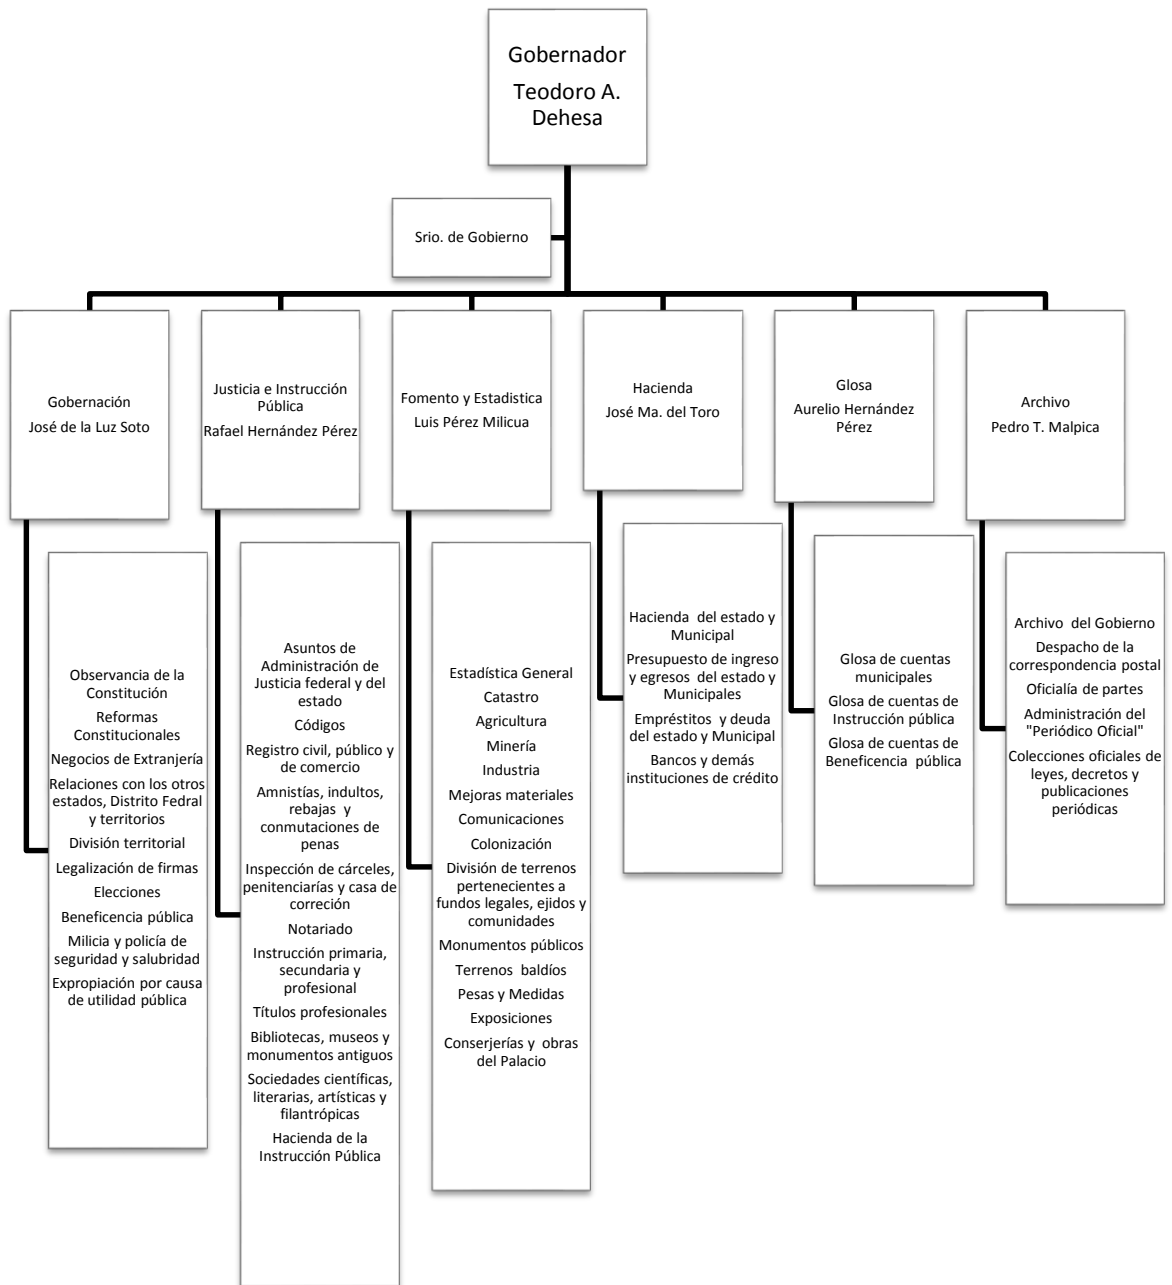 Gobernador
Teodoro A.
Dehesa
Srio. de Gobierno
Gobernación
José de la Luz Soto
Justicia e Instrucción
Pública
Rafael Hernández Pérez
Fomento y Estadistica
Luis Pérez Milicua
Hacienda
José Ma. del Toro
Glosa
Aurelio Hernández
Pérez
Archivo
Pedro T. Malpica
Observancia de la
Constitución
Reformas
Constitucionales
Negocios de Extranjería
Relaciones con los otros
estados, Distrito Fedral
y territorios
División territorial
Legalización de firmas
Elecciones
Beneficencia pública
Milicia y policía de
seguridad y salubridad
Expropiación por causa
de utilidad pública
Asuntos de
Administración de
Justicia federal y del
estado
Códigos
Registro civil, público y
de comercio
Amnistías, indultos,
rebajas y
conmutaciones de
penas
Inspección de cárceles,
penitenciarías y casa de
correción
Notariado
Instrucción primaria,
secundaria y
profesional
Títulos profesionales
Bibliotecas, museos y
monumentos antiguos
Sociedades científicas,
literarias, artísticas y
filantrópicas
Hacienda de la
Instrucción Pública
Estadística General
Catastro
Agricultura
Minería
Industria
Mejoras materiales
Comunicaciones
Colonización
División de terrenos
pertenecientes a
fundos legales, ejidos y
comunidades
Monumentos públicos
Terrenos baldíos
Pesas y Medidas
Exposiciones
Conserjerías y obras
del Palacio
Hacienda del estado y
Municipal
Presupuesto de ingreso
y egresos del estado y
Municipales
Empréstitos y deuda
del estado y Municipal
Bancos y demás
instituciones de crédito
Glosa de cuentas
municipales
Glosa de cuentas de
Instrucción pública
Glosa de cuentas de
Beneficencia pública
Archivo del Gobierno
Despacho de la
correspondencia postal
Oficialía de partes
Administración del
"Periódico Oficial"
Colecciones oficiales de
leyes, decretos y
publicaciones
periódicas